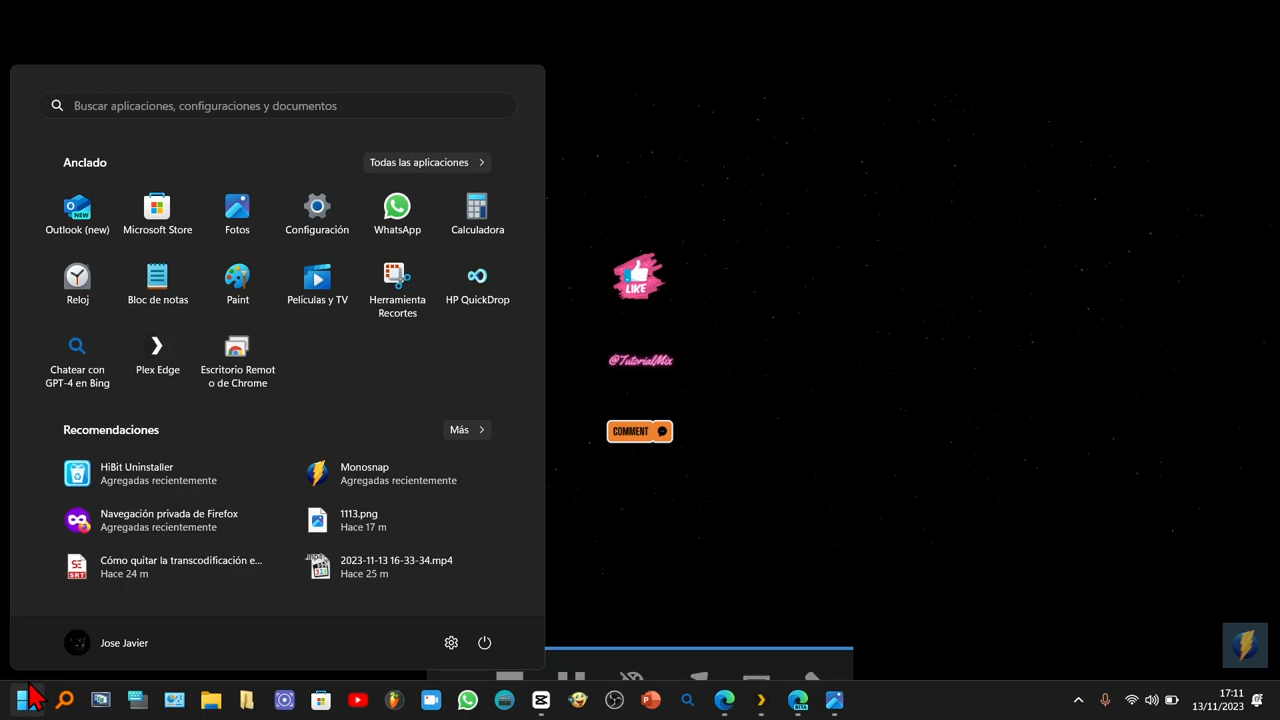 Buscar aplicaciones, configuraciones y documentos
Anclado
Todas las aplicaciones
Outlook (new)
Microsoft Store
Fotos
Configuración
WhatsApp
Calculadora
Reloj
Bloc de notas
Paint
Películas y TV
Herramienta
Recortes
HP QuickDrop
Chatear con
GPT-4 en Bing
Plex Edge
Escritorio Remot
o de Chrome
Recomendaciones
Más
HiBit Uninstaller
Agregadas recientemente
Monosnap
Agregadas recientemente
Navegación privada de Firefox
Agregadas recientemente
1113.png
Hace 17 m
Cómo quitar la transcodificación e...
Hace 24 m
2023-11-13 16-33-34.mp4
Hace 25 m
Jose Javier
LIKE
@TutorialMix
COMMENT
17:11
13/11/2023